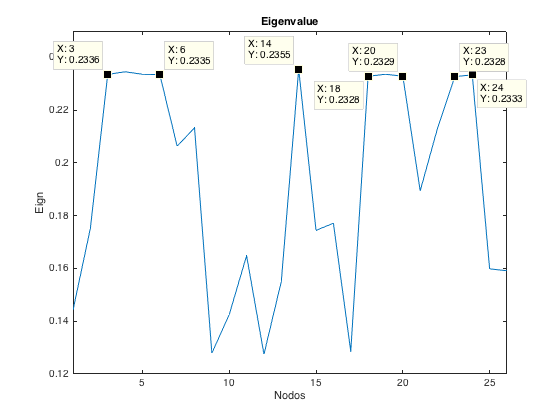 Eigenvalue
X: 3
Y: 0.2336
X: 6
Y: 0.2335
X: 14
Y: 0.2355
X: 18
Y: 0.2328
X: 20
Y: 0.2329
X: 23
Y: 0.2328
X: 24
Y: 0.2333
0.22
0.2
0.18
0.16
0.14
0.12
Eign
5
10
15
20
25
Nodos